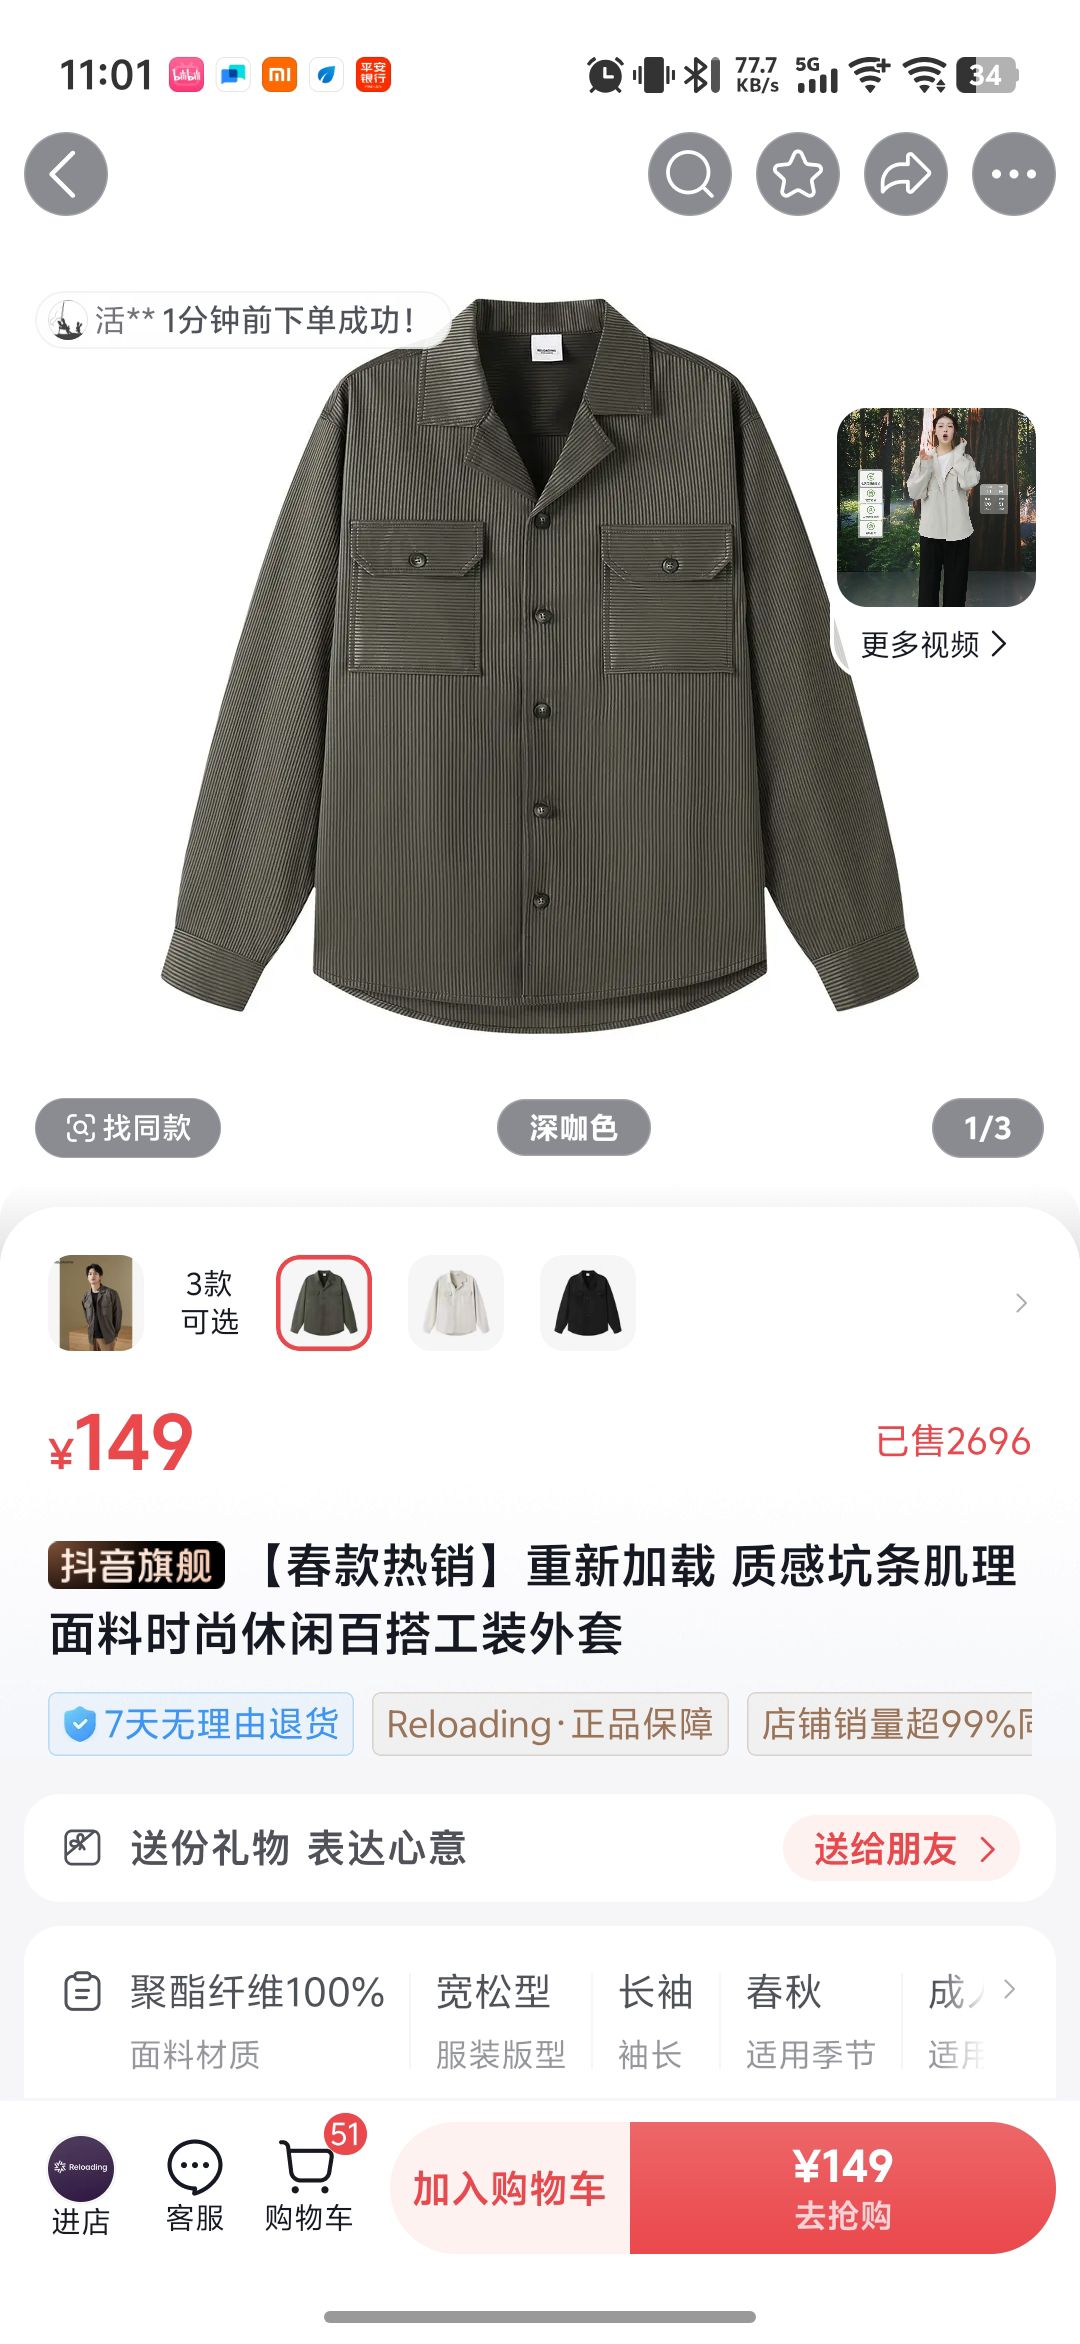 11:01
bilibili
mi
平安
银行
77.7
KB/s
5G
34
活** 1分钟前下单成功!
更多视频
找同款
深咖色
1/3
3款
可选
¥149
已售2696
抖音旗舰 【春款热销】重新加载 质感坑条肌理
面料时尚休闲百搭工装外套
7天无理由退货
Reloading·正品保障
店铺销量超99%同
送份礼物 表达心意
送给朋友
聚酯纤维100%
面料材质
宽松型
服装版型
长袖
袖长
春秋
适用季节
成人
适用
Reloading
进店
客服
51
购物车
加入购物车
¥149
去抢购